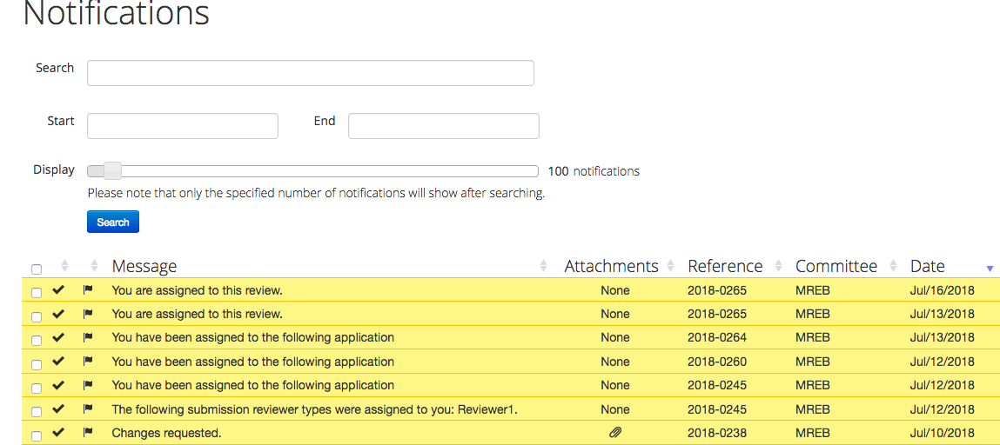 Notifications
Search
Start End
Display 100 notifications
Please note that only the specified number of notifications will show after searching.
Search
Message Attachments Reference Committee Date
You are assigned to this review. None 2018-0265 MREB Jul/16/2018
You are assigned to this review. None 2018-0265 MREB Jul/13/2018
You have been assigned to the following application None 2018-0264 MREB Jul/13/2018
You have been assigned to the following application None 2018-0260 MREB Jul/12/2018
You have been assigned to the following application None 2018-0245 MREB Jul/12/2018
The following submission reviewer types were assigned to you: Reviewer1. None 2018-0245 MREB Jul/12/2018
Changes requested. 2018-0238 MREB Jul/10/2018